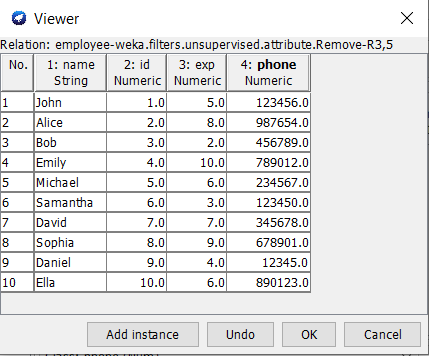 Viewer
Relation: employee-weka.filters.unsupervised.attribute.Remove-R3,5
No. 1: name 2: id 3: exp 4: phone
String Numeric Numeric Numeric
1 John 1.0 5.0 123456.0
2 Alice 2.0 8.0 987654.0
3 Bob 3.0 2.0 456789.0
4 Emily 4.0 10.0 789012.0
5 Michael 5.0 6.0 234567.0
6 Samantha 6.0 3.0 123450.0
7 David 7.0 7.0 345678.0
8 Sophia 8.0 9.0 678901.0
9 Daniel 9.0 4.0 12345.0
10 Ella 10.0 6.0 890123.0
Add instance Undo OK Cancel